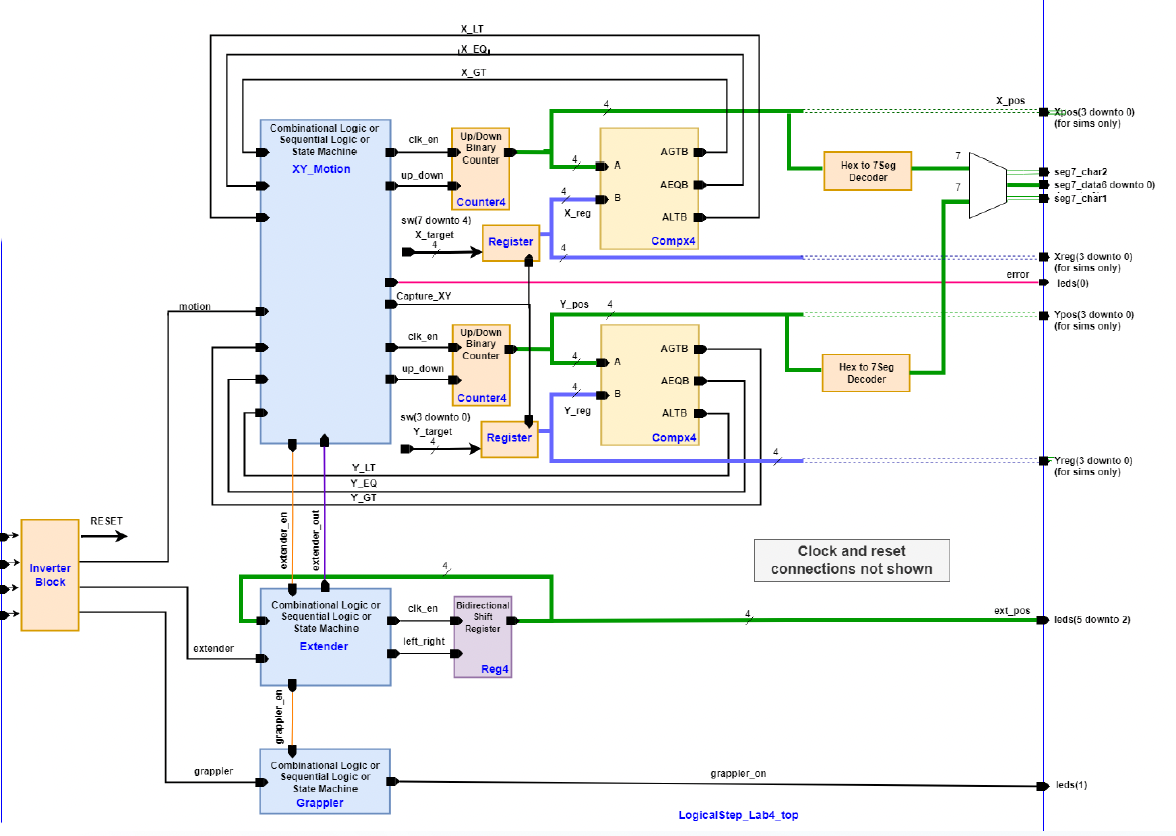 X_LT
X_EQ
X_GT
4
X_pos
Xpos(3 downto 0)
(for sims only)
Combinational Logic or
Sequential Logic or
State Machine
XY_Motion
clk_en
up_down
Up/Down
Binary
Counter
Counter4
4
A
4
B
X_reg
AGTB
AEQB
ALTB
Compx4
Hex to 7Seg
Decoder
7
7
seg7_char2
seg7_data6 downto 0)
seg7_char1
sw(7 downto 4)
X_target
4
Register
4
Xreg(3 downto 0)
(for sims only)
error
leds(0)
Capture_XY
motion
Y_pos
4
Ypos(3 downto 0)
(for sims only)
clk_en
up_down
Up/Down
Binary
Counter
Counter4
4
A
4
B
Y_reg
AGTB
AEQB
ALTB
Compx4
Hex to 7Seg
Decoder
sw(3 downto 0)
Y_target
4
Register
4
Yreg(3 downto 0)
(for sims only)
Y_LT
Y_EQ
Y_GT
extender_en
extender_out
RESET
Inverter
Block
Clock and reset
connections not shown
4
Combinational Logic or
Sequential Logic or
State Machine
Extender
clk_en
left_right
Bidirectional
Shift
Register
Reg4
4
ext_pos
leds(5 downto 2)
extender
grappler_en
Combinational Logic or
Sequential Logic or
State Machine
Grappler
grappler
grappler_on
leds(1)
LogicalStep_Lab4_top